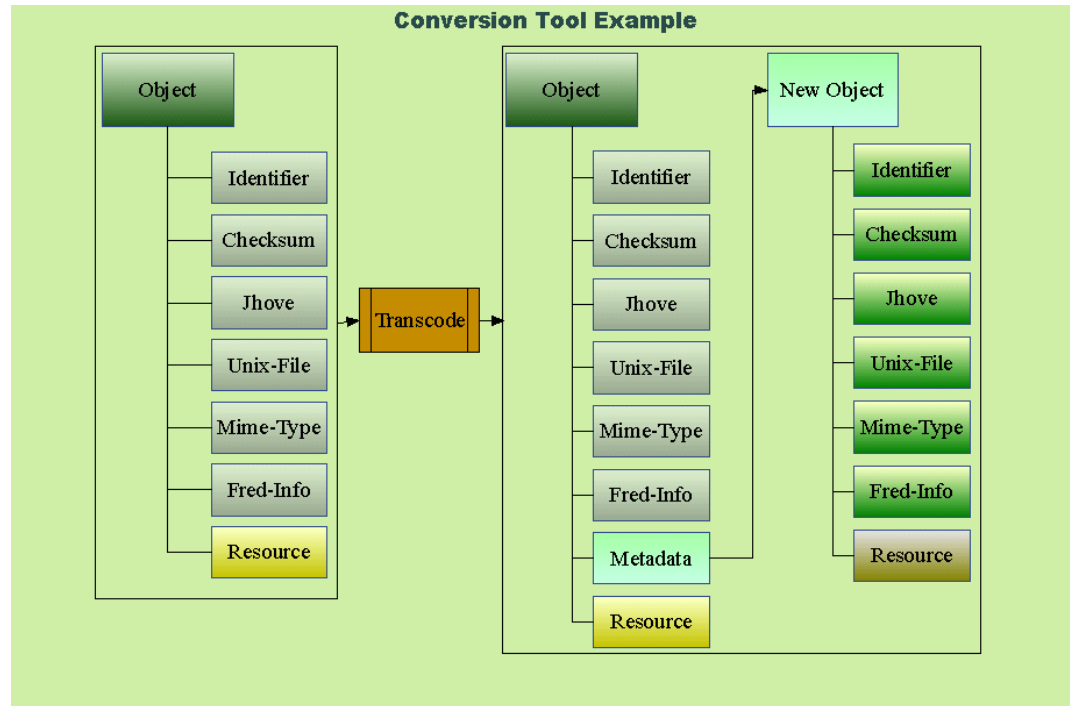 Conversion Tool Example
Object
Identifier
Checksum
Jhove
Unix-File
Mime-Type
Fred-Info
Resource
Transcode
Object
Identifier
Checksum
Jhove
Unix-File
Mime-Type
Fred-Info
Metadata
Resource
New Object
Identifier
Checksum
Jhove
Unix-File
Mime-Type
Fred-Info
Resource